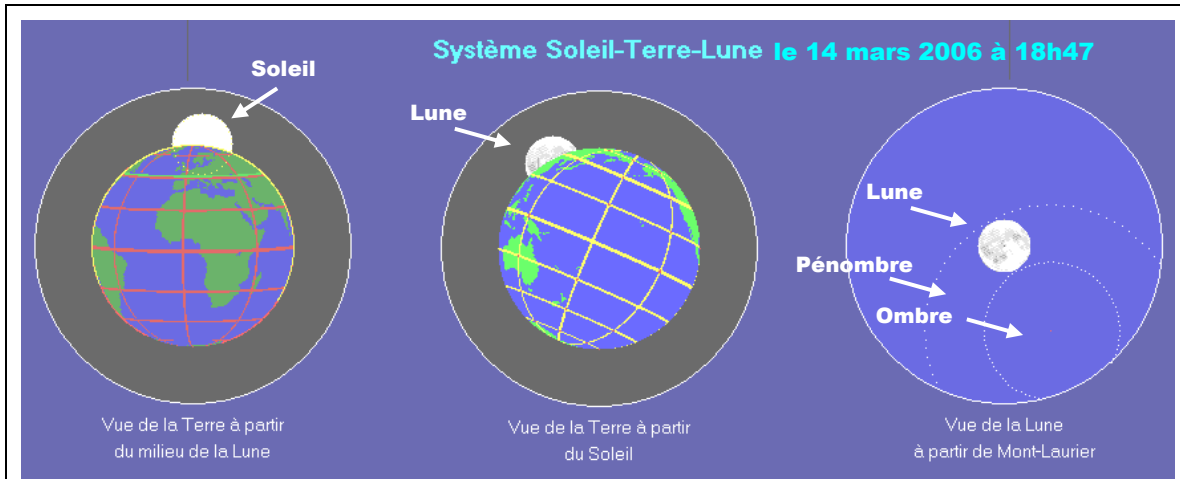 Système Soleil-Terre-Lune le 14 mars 2006 à 18h47
Soleil
Lune
Lune
Pénombre
Ombre
Vue de la Terre à partir
du milieu de la Lune
Vue de la Terre à partir
du Soleil
Vue de la Lune
à partir de Mont-Laurier